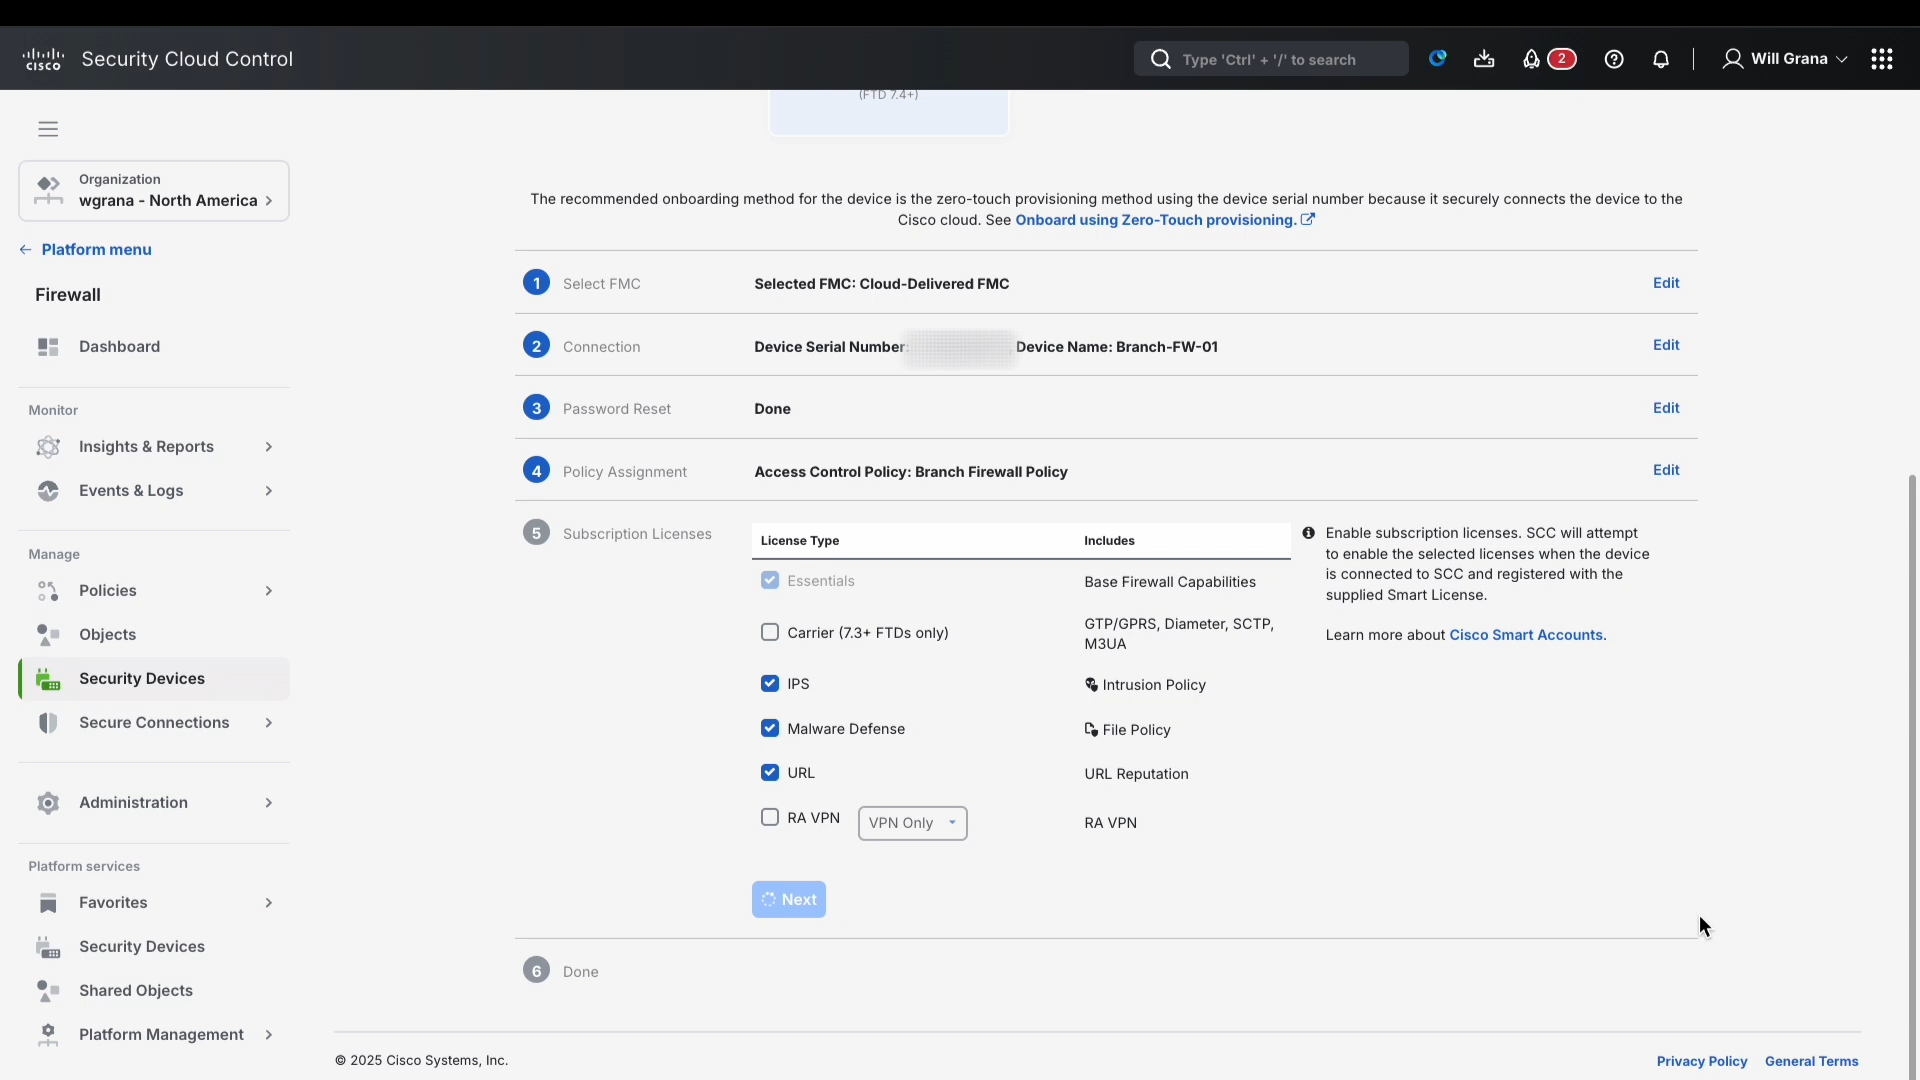 CISCO
Security Cloud Control
Type 'Ctrl' + '/' to search
2
Will Grana
(FTD 7.4+)
Organization
wgrana - North America
Platform menu
Firewall
Dashboard
Monitor
Insights & Reports
Events & Logs
Manage
Policies
Objects
Security Devices
Secure Connections
Administration
Platform services
Favorites
Security Devices
Shared Objects
Platform Management
The recommended onboarding method for the device is the zero-touch provisioning method using the device serial number because it securely connects the device to the
Cisco cloud. See Onboard using Zero-Touch provisioning.
1 Select FMC Selected FMC: Cloud-Delivered FMC Edit
2 Connection Device Serial Number: Device Name: Branch-FW-01 Edit
3 Password Reset Done Edit
4 Policy Assignment Access Control Policy: Branch Firewall Policy Edit
5 Subscription Licenses
License Type Includes
Essentials Base Firewall Capabilities
Carrier (7.3+ FTDs only) GTP/GPRS, Diameter, SCTP,
M3UA
IPS Intrusion Policy
Malware Defense File Policy
URL URL Reputation
RA VPN VPN Only RA VPN
Enable subscription licenses. SCC will attempt
to enable the selected licenses when the device
is connected to SCC and registered with the
supplied Smart License.
Learn more about Cisco Smart Accounts.
Next
6 Done
© 2025 Cisco Systems, Inc.
Privacy Policy General Terms